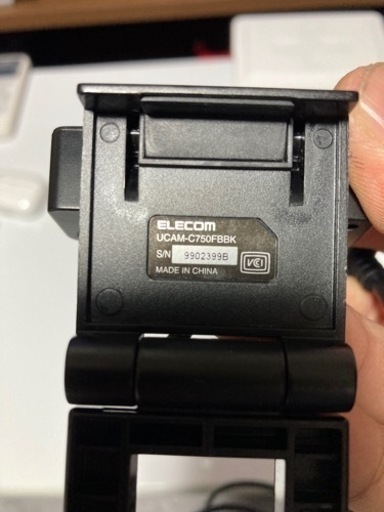 ELECOM
UCAM-C750FBBK
S/N 9902399B
MADE IN CHINA
VCI